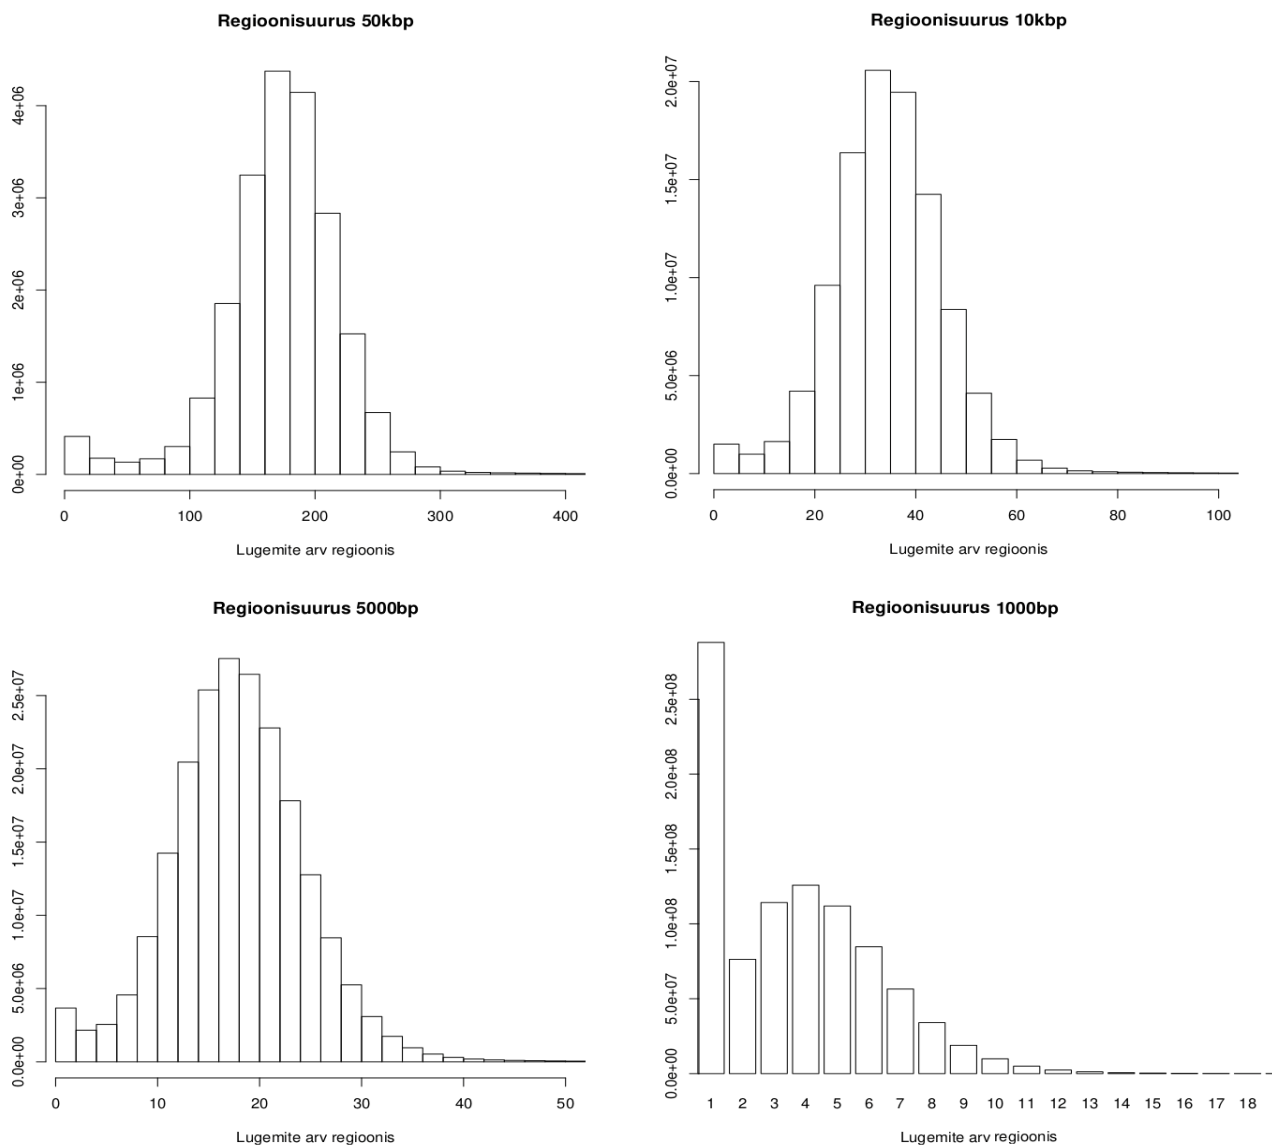 Regioonisuurus 50kbp
4e+06
3e+06
2e+06
1e+06
0e+00
0 100 200 300 400
Lugemite arv regioonis
Regioonisuurus 10kbp
2.0e+07
1.5e+07
1.0e+07
5.0e+06
0.0e+00
0 20 40 60 80 100
Lugemite arv regioonis
Regioonisuurus 5000bp
2.5e+07
2.0e+07
1.5e+07
1.0e+07
5.0e+06
0.0e+00
0 10 20 30 40 50
Lugemite arv regioonis
Regioonisuurus 1000bp
2.5e+08
2.0e+08
1.5e+08
1.0e+08
5.0e+07
0.0e+00
1 2 3 4 5 6 7 8 9 10 11 12 13 14 15 16 17 18
Lugemite arv regioonis